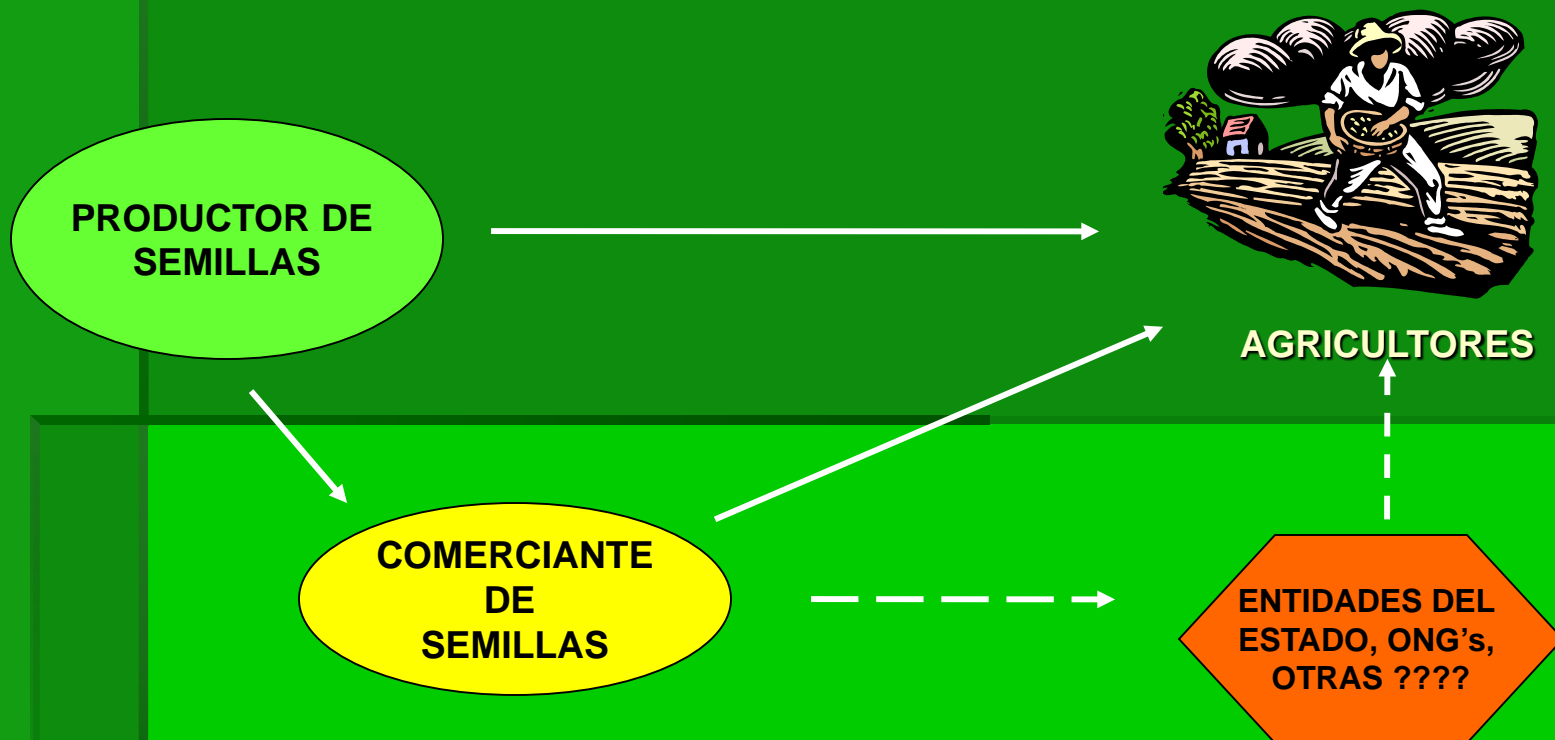 PRODUCTOR DE
SEMILLAS
AGRICULTORES
COMERCIANTE
DE
SEMILLAS
ENTIDADES DEL
ESTADO, ONG’s,
OTRAS ????